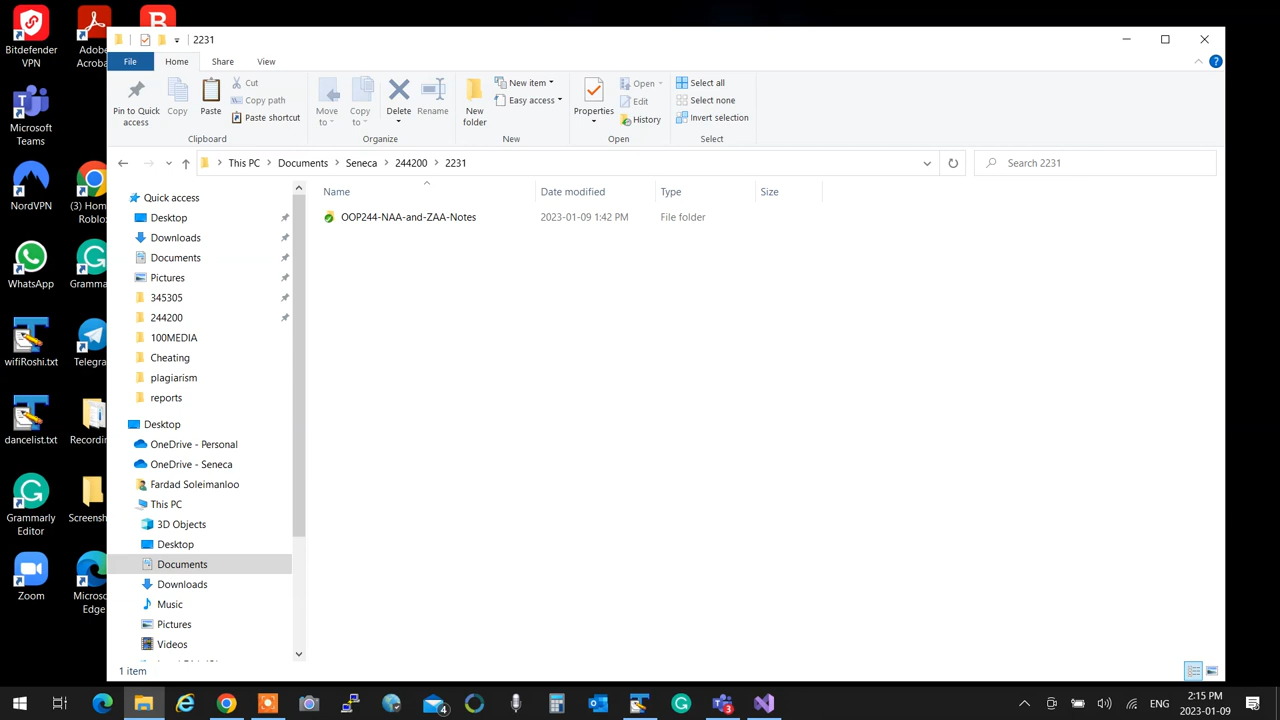 Bitdefender
VPN
Adob
Acroba
Microsoft
Teams
NordVPN
(3) Hom
Roblo
WhatsApp
Gramma
wifiRoshi.txt
Telegra
dancelist.txt
Recordin
Grammarly
Editor
Screensh
Zoom
Micros
Edge
2231
File
Home
Share
View
Pin to Quick
access
Copy
Paste
Cut
Copy path
Paste shortcut
Clipboard
Move
to
Copy
to
Delete
Rename
Organize
New
folder
New item
Easy access
New
Properties
Open
Edit
History
Open
Select all
Select none
Invert selection
Select
This PC
Documents
Seneca
244200
2231
Search 2231
Name
Date modified
Type
Size
OOP244-NAA-and-ZAA-Notes
2023-01-09 1:42 PM
File folder
Quick access
Desktop
Downloads
Documents
Pictures
345305
244200
100MEDIA
Cheating
plagiarism
reports
Desktop
OneDrive - Personal
OneDrive - Seneca
Fardad Soleimanloo
This PC
3D Objects
Desktop
Documents
Downloads
Music
Pictures
Videos
1 item
4
3
ENG
2:15 PM
2023-01-09